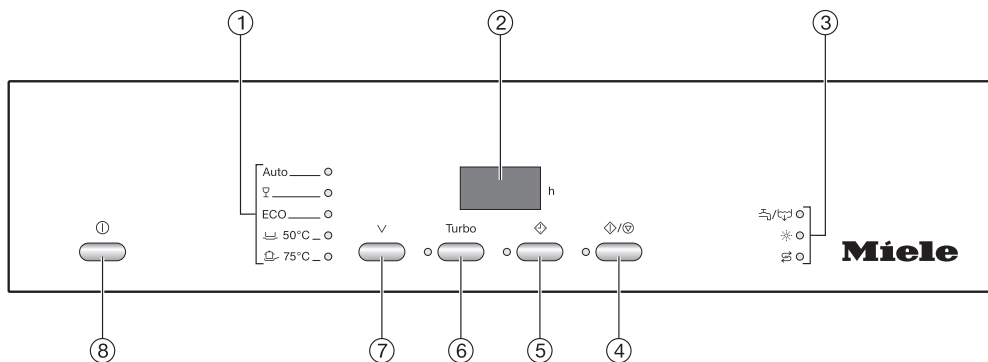 ① ② ③
Auto
h
ECO
50°C
Turbo
/
/
75°C
Miele
⑧ ⑦ ⑥ ⑤ ④